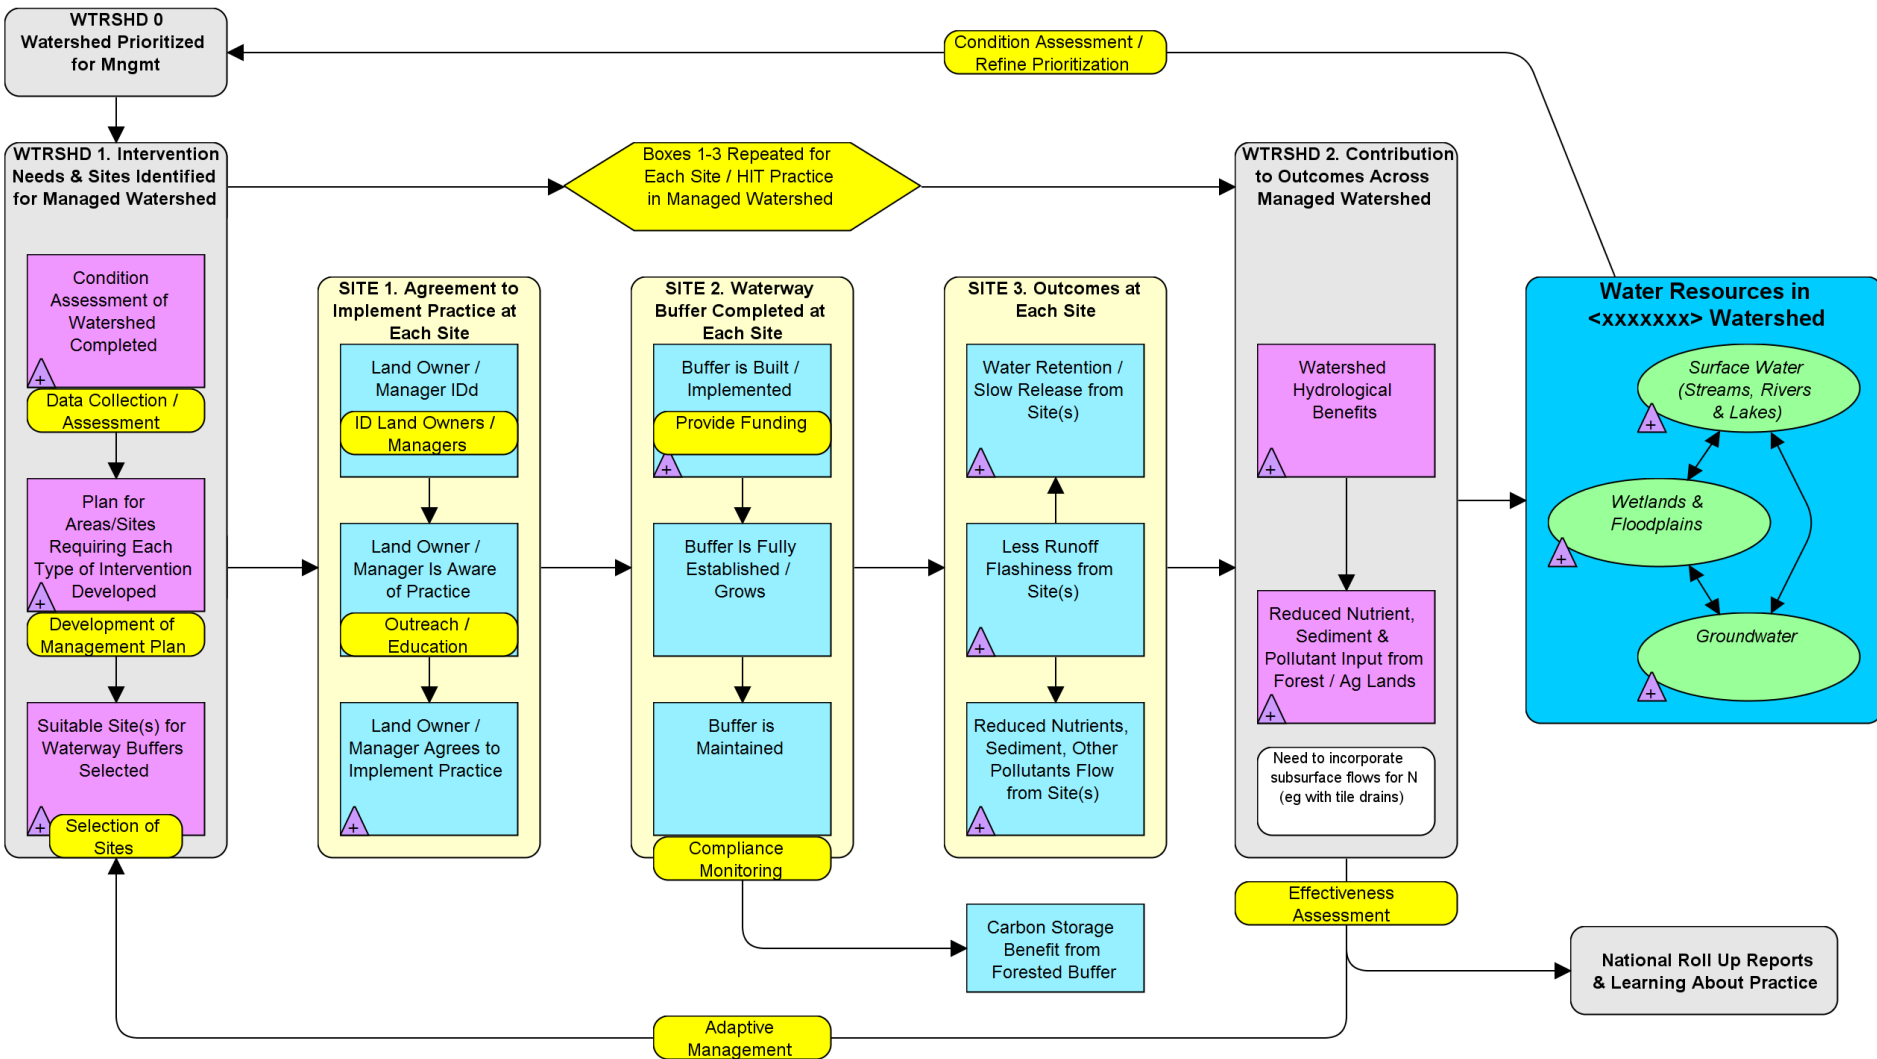 WTRSHD 0
Watershed Prioritized
for Mngmt
Condition Assessment /
Refine Prioritization
WTRSHD 1. Intervention
Needs & Sites Identified
for Managed Watershed
Boxes 1-3 Repeated for
Each Site / HIT Practice
in Managed Watershed
WTRSHD 2. Contribution
to Outcomes Across
Managed Watershed
Condition
Assessment of
Watershed
Completed
+
Data Collection /
Assessment
Plan for
Areas/Sites
Requiring Each
Type of Intervention
Developed
+
Development of
Management Plan
Suitable Site(s) for
Waterway Buffers
Selected
+
Selection of
Sites
SITE 1. Agreement to
Implement Practice at
Each Site
Land Owner /
Manager IDd
ID Land Owners /
Managers
Land Owner /
Manager Is Aware
of Practice
Outreach /
Education
Land Owner /
Manager Agrees to
Implement Practice
+
SITE 2. Waterway
Buffer Completed at
Each Site
Buffer is Built /
Implemented
Provide Funding
+
Buffer Is Fully
Established /
Grows
Buffer is
Maintained
Compliance
Monitoring
SITE 3. Outcomes at
Each Site
Water Retention /
Slow Release from
Site(s)
+
Less Runoff
Flashiness from
Site(s)
+
Reduced Nutrients,
Sediment, Other
Pollutants Flow
from Site(s)
+
Carbon Storage
Benefit from
Forested Buffer
Watershed
Hydrological
Benefits
+
Reduced Nutrient,
Sediment &
Pollutant Input from
Forest / Ag Lands
+
Need to incorporate
subsurface flows for N
(eg with tile drains)
Effectiveness
Assessment
Water Resources in
<xxxxxxx> Watershed
Surface Water
(Streams, Rivers
& Lakes)
+
Wetlands &
Floodplains
+
Groundwater
+
National Roll Up Reports
& Learning About Practice
Adaptive
Management